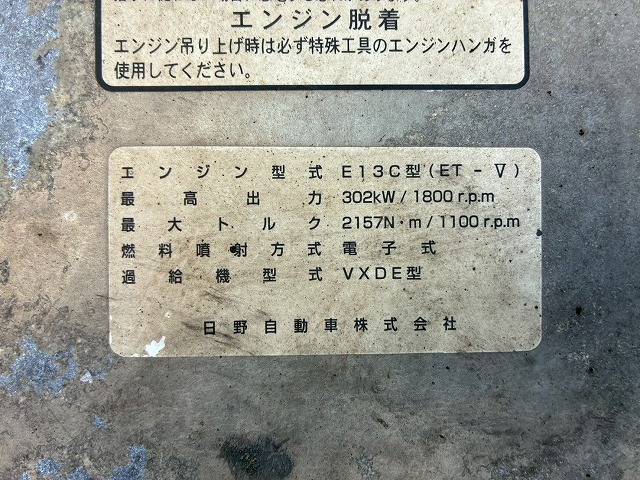 エンジン脱着
エンジン吊り上げ時は必ず特殊工具のエンジンハンガを
使用してください。
エンジン型式 E13C型(ET-Ⅴ)
最高出力 302kW/1800r.p.m
最大トルク 2157N・m/1100r.p.m
燃料噴射方式 電子式
過給機型式 VXDE型
日野自動車株式会社